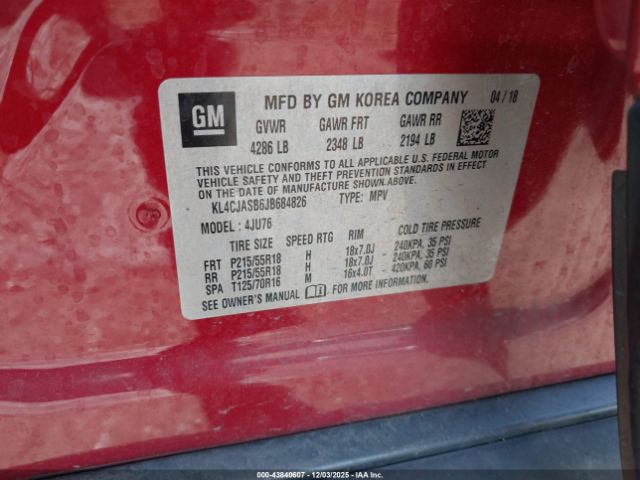 GM
MFD BY GM KOREA COMPANY 04 / 18
GVWR GAWR FRT GAWR RR
4286 LB 2348 LB 2194 LB
THIS VEHICLE CONFORMS TO ALL APPLICABLE U.S. FEDERAL MOTOR
VEHICLE SAFETY AND THEFT PREVENTION STANDARDS IN EFFECT
ON THE DATE OF MANUFACTURE SHOWN ABOVE.
KL4CJASB6JB684826 TYPE: MPV
MODEL : 4JU76
TIRE SIZE SPEED RTG RIM COLD TIRE PRESSURE
FRT P215/55R18 H 18x7.0J 240KPA, 35 PSI
RR P215/55R18 H 18x7.0J 240KPA, 35 PSI
SPA T125/70R16 M 16x4.0T 420KPA, 60 PSI
SEE OWNER'S MANUAL FOR MORE INFORMATION.
000-43840607 - 12/03/2025 - Copyright © IAA, LLC